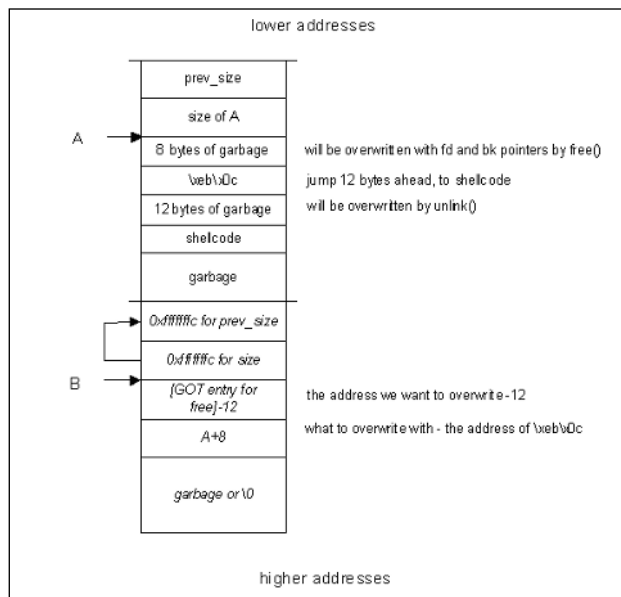 lower addresses
prev_size
size of A
A
8 bytes of garbage
will be overwritten with fd and bk pointers by free()
\xeb\x0c
jump 12 bytes ahead, to shellcode
12 bytes of garbage
will be overwritten by unlink()
shellcode
garbage
0xfffffffc for prev_size
0xfffffffc for size
B
[GOT entry for
free]-12
the address we want to overwrite -12
A+8
what to overwrite with - the address of \xeb\x0c
garbage or \0
higher addresses